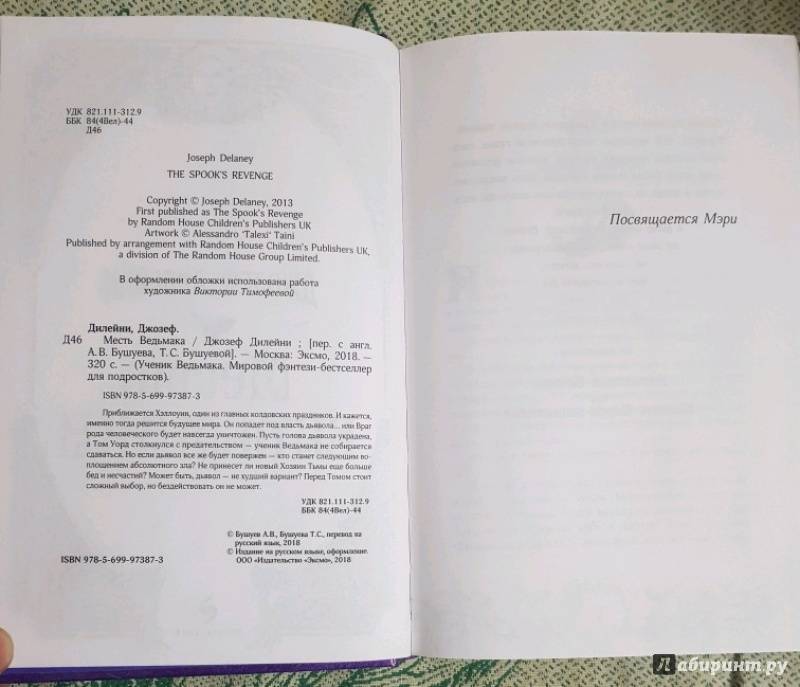 УДК 821.111-312.9
ББК 84(4Вел)-44
Д46
Joseph Delaney
THE SPOOK'S REVENGE
Copyright © Joseph Delaney, 2013
First published as The Spook's Revenge
by Random House Children's Publishers UK
Artwork © Alessandro 'Talexi' Taini
Published by arrangement with Random House Children's Publishers UK,
a division of The Random House Group Limited.
В оформлении обложки использована работа
художника Виктории Тимофеевой
Дилейни, Джозеф.
Д46 Месть Ведьмака / Джозеф Дилейни ; [пер. с англ.
А.В. Бушуева, Т.С. Бушуевой]. — Москва: Эксмо, 2018. —
320 с. — (Ученик Ведьмака. Мировой фэнтези-бестселлер
для подростков).
ISBN 978-5-699-97387-3
Приближается Хэллоуин, один из главных колдовских праздников. И кажется,
именно тогда решится будущее мира. Он попадет под власть дьявола... или Враг
рода человеческого будет навсегда уничтожен. Пусть голова дьявола украдена,
а Том Уорд столкнулся с предательством — ученик Ведьмака не собирается
сдаваться. Но если дьявол все же будет повержен — кто станет следующим во-
площением абсолютного зла? Не принесет ли новый Хозяин Тьмы еще больше
бед и несчастий? Может быть, дьявол — не худший вариант? Перед Томом стоит
сложный выбор, но бездействовать он не может.
УДК 821.111-312.9
ББК 84(4Вел)-44
© Бушуев А.В., Бушуева Т.С., перевод на
русский язык, 2018
© Издание на русском языке, оформление.
ООО «Издательство «Эксмо», 2018
ISBN 978-5-699-97387-3
Посвящается Мэри
Лабиринт.ру